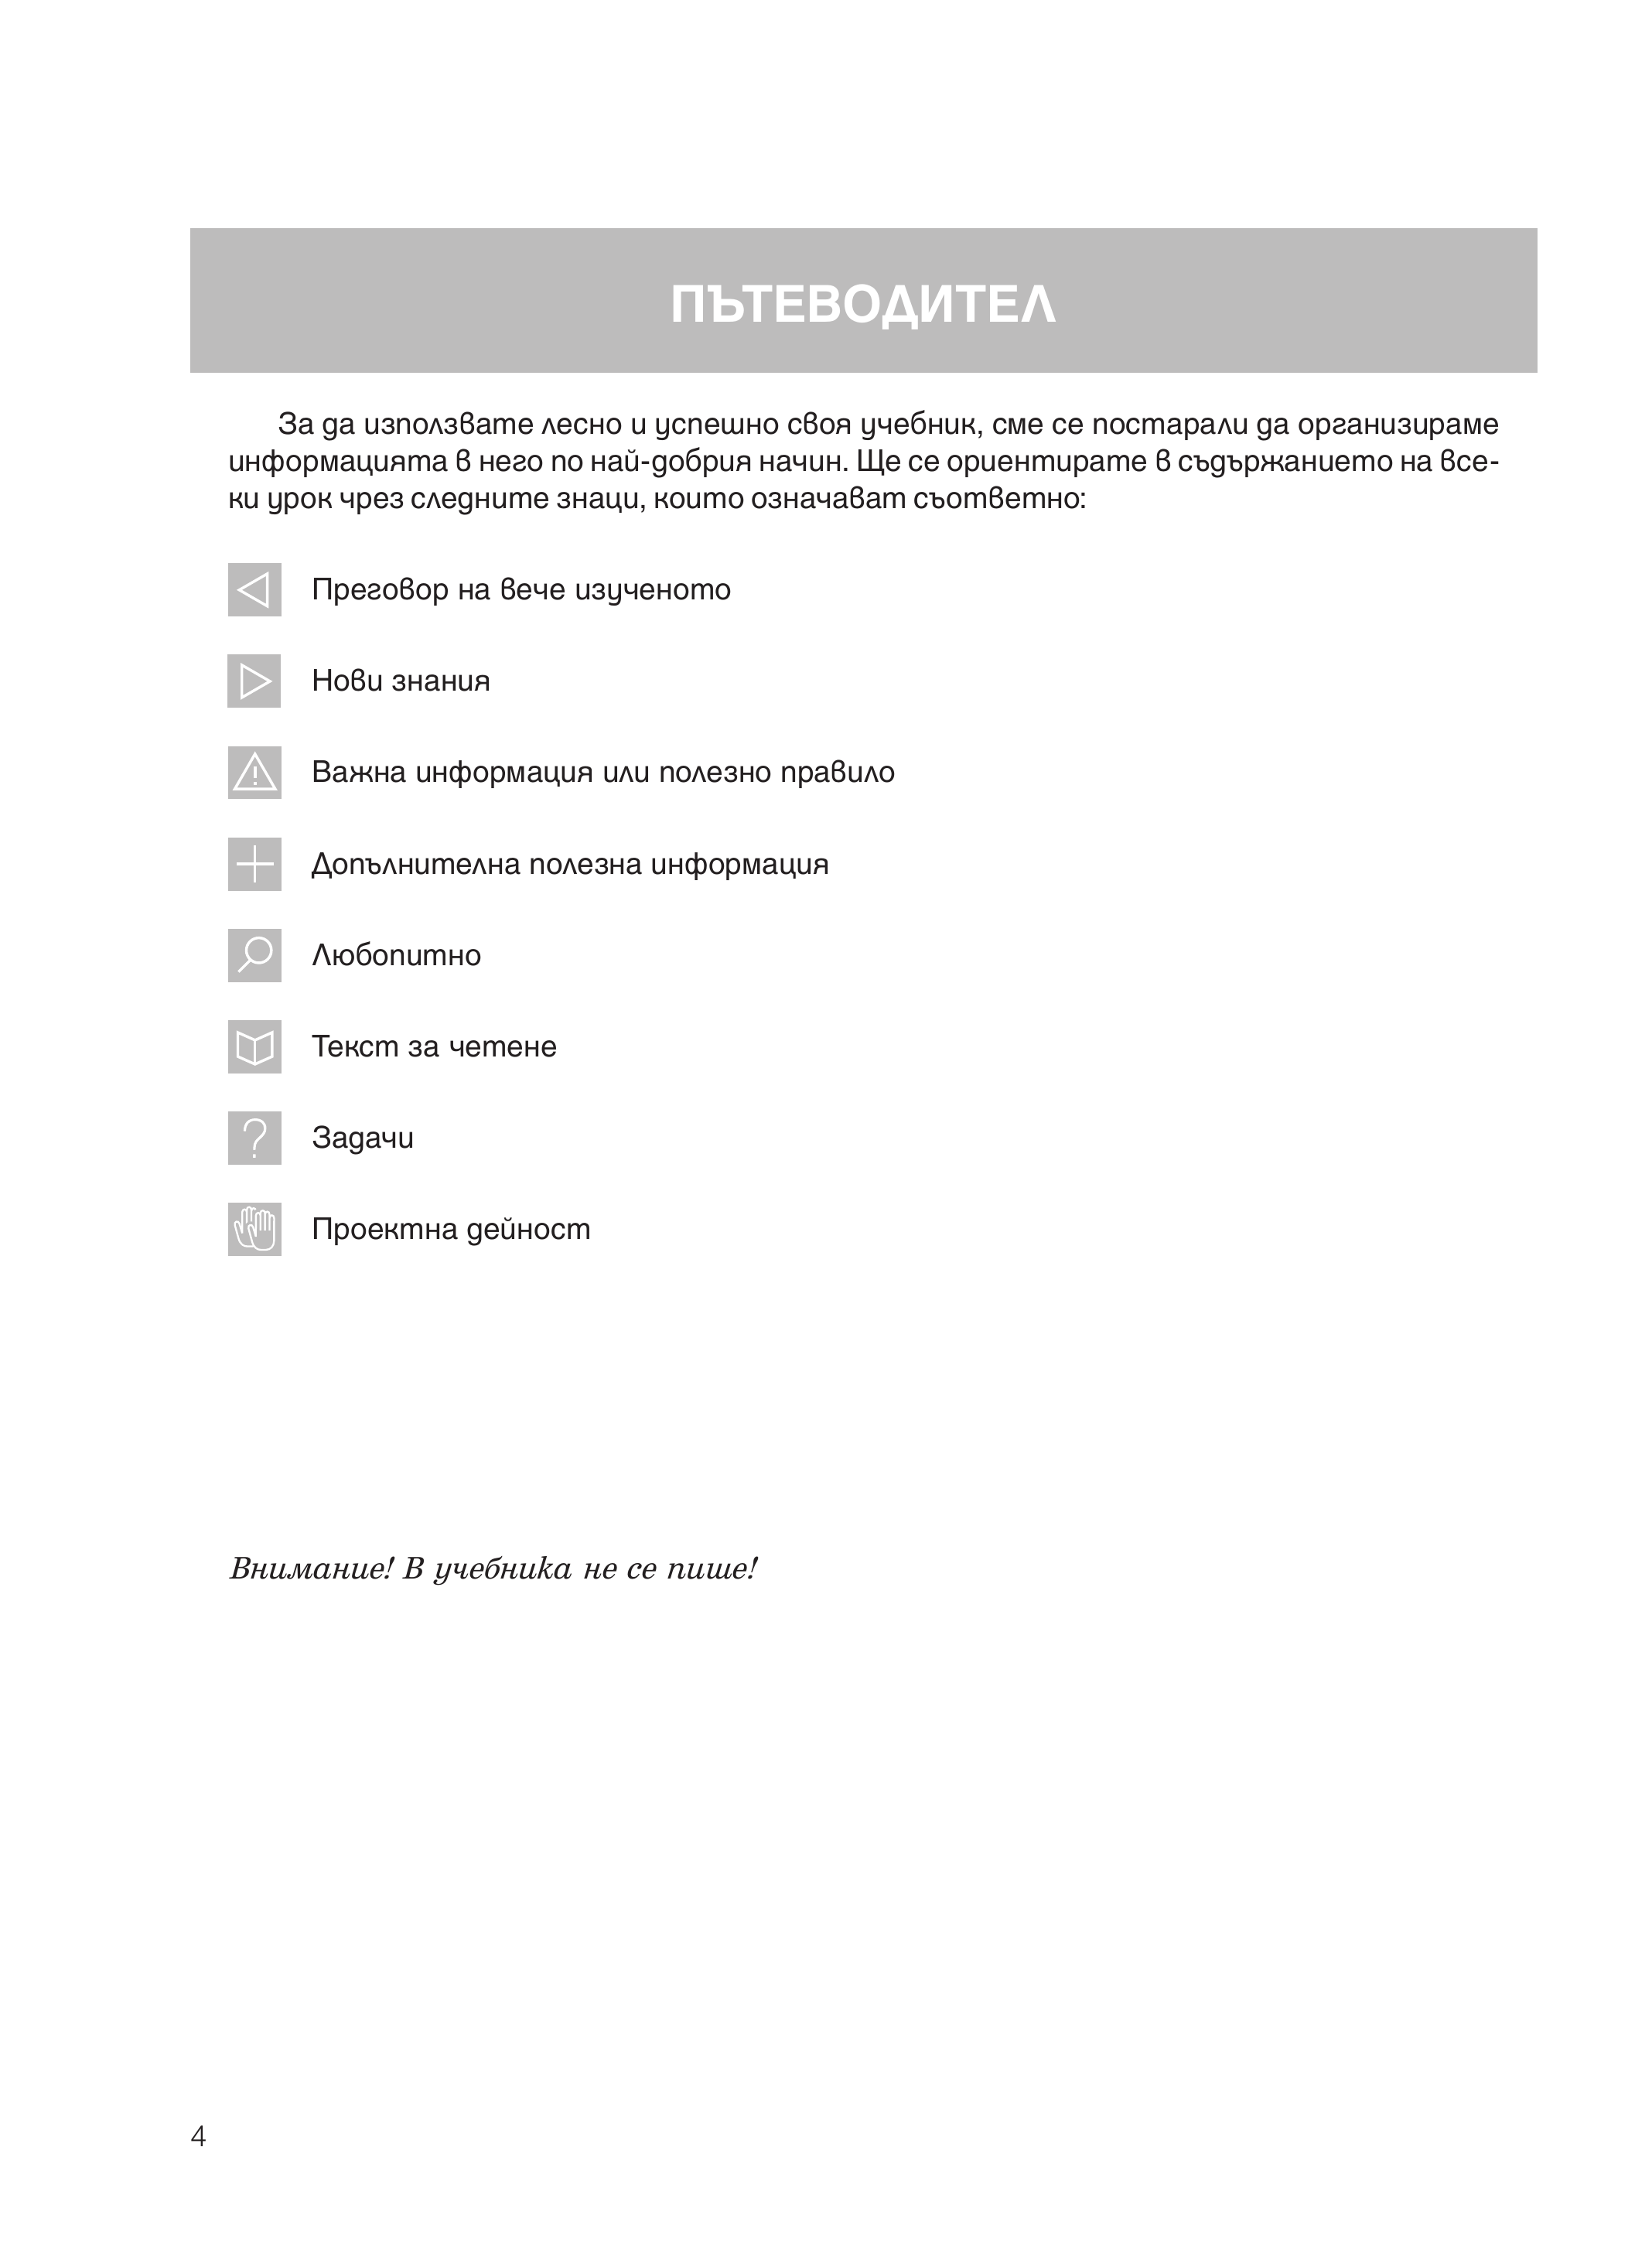 ПЪТЕВОДИТЕЛ
За да използвате лесно и успешно своя учебник, сме се постарали да организираме
информацията в него по най-добрия начин. Ще се ориентирате в съдържанието на все-
ки урок чрез следните знаци, които означават съответно:
Преговор на вече изученото
Нови знания
Важна информация или полезно правило
Допълнителна полезна информация
Любопитно
Текст за четене
Задачи
Проектна дейност
Внимание! В учебника не се пише!
4